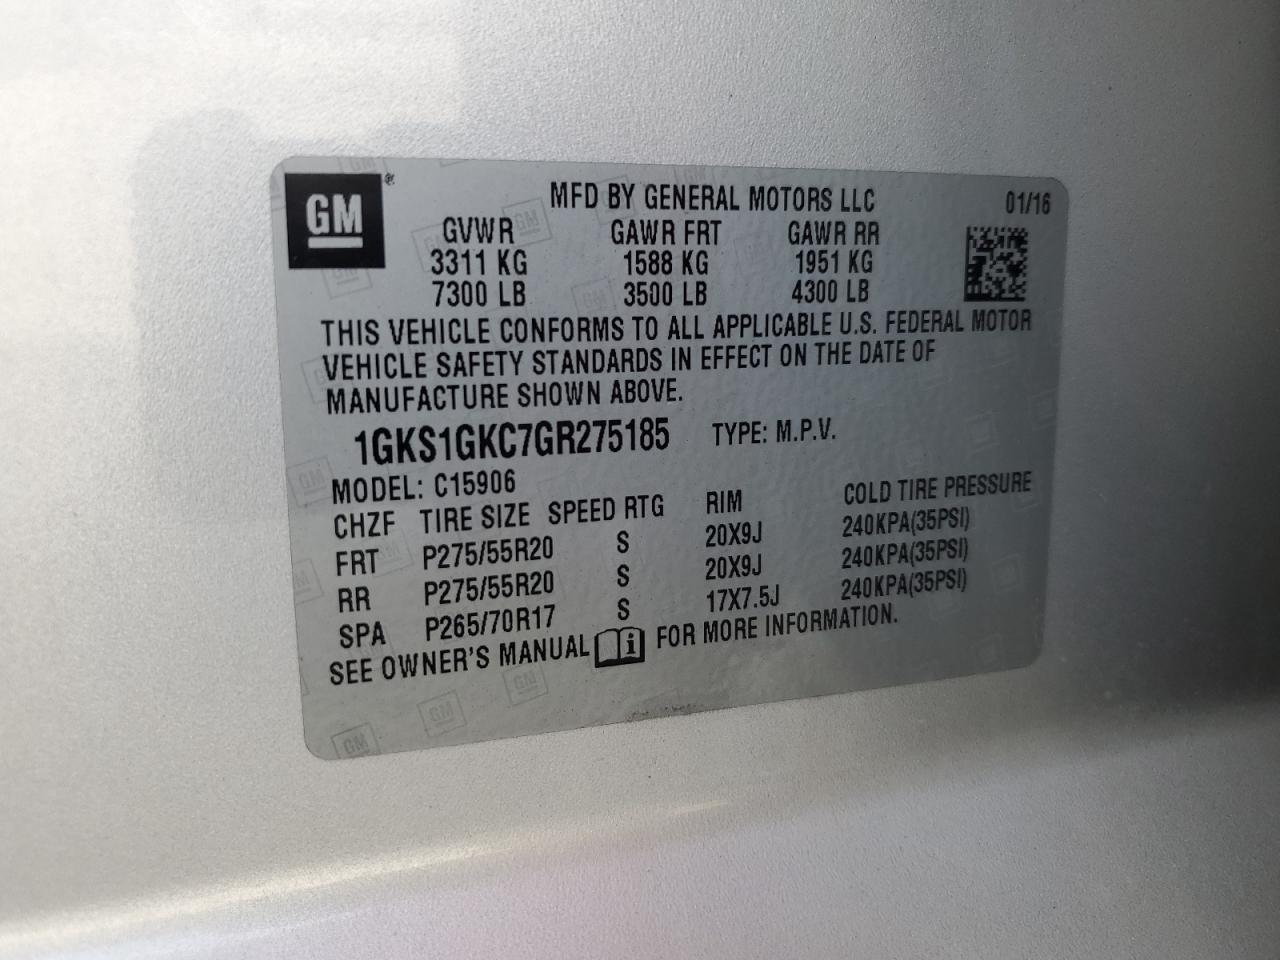 GM ®
MFD BY GENERAL MOTORS LLC 01/16
GVWR GAWR FRT GAWR RR
3311 KG 1588 KG 1951 KG
7300 LB 3500 LB 4300 LB
THIS VEHICLE CONFORMS TO ALL APPLICABLE U.S. FEDERAL MOTOR
VEHICLE SAFETY STANDARDS IN EFFECT ON THE DATE OF
MANUFACTURE SHOWN ABOVE.
1GKS1GKC7GR275185 TYPE: M.P.V.
MODEL: C15906
CHZF TIRE SIZE SPEED RTG RIM COLD TIRE PRESSURE
FRT P275/55R20 S 20X9J 240KPA(35PSI)
RR P275/55R20 S 20X9J 240KPA(35PSI)
SPA P265/70R17 S 17X7.5J 240KPA(35PSI)
SEE OWNER'S MANUAL i FOR MORE INFORMATION.